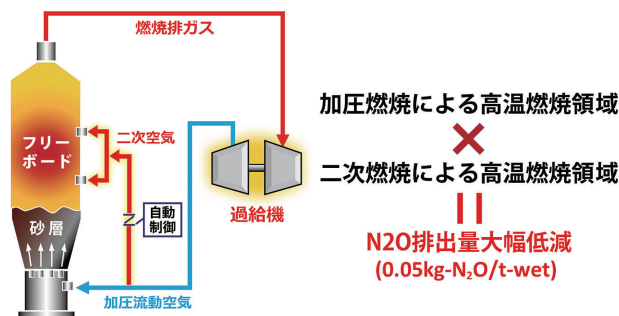 燃焼排ガス
フリー
ボード
二次空気
自動
制御
過給機
砂層
加圧流動空気
加圧燃焼による高温燃焼領域
×
二次燃焼による高温燃焼領域
=
N2O排出量大幅低減
(0.05kg-N₂O/t-wet)